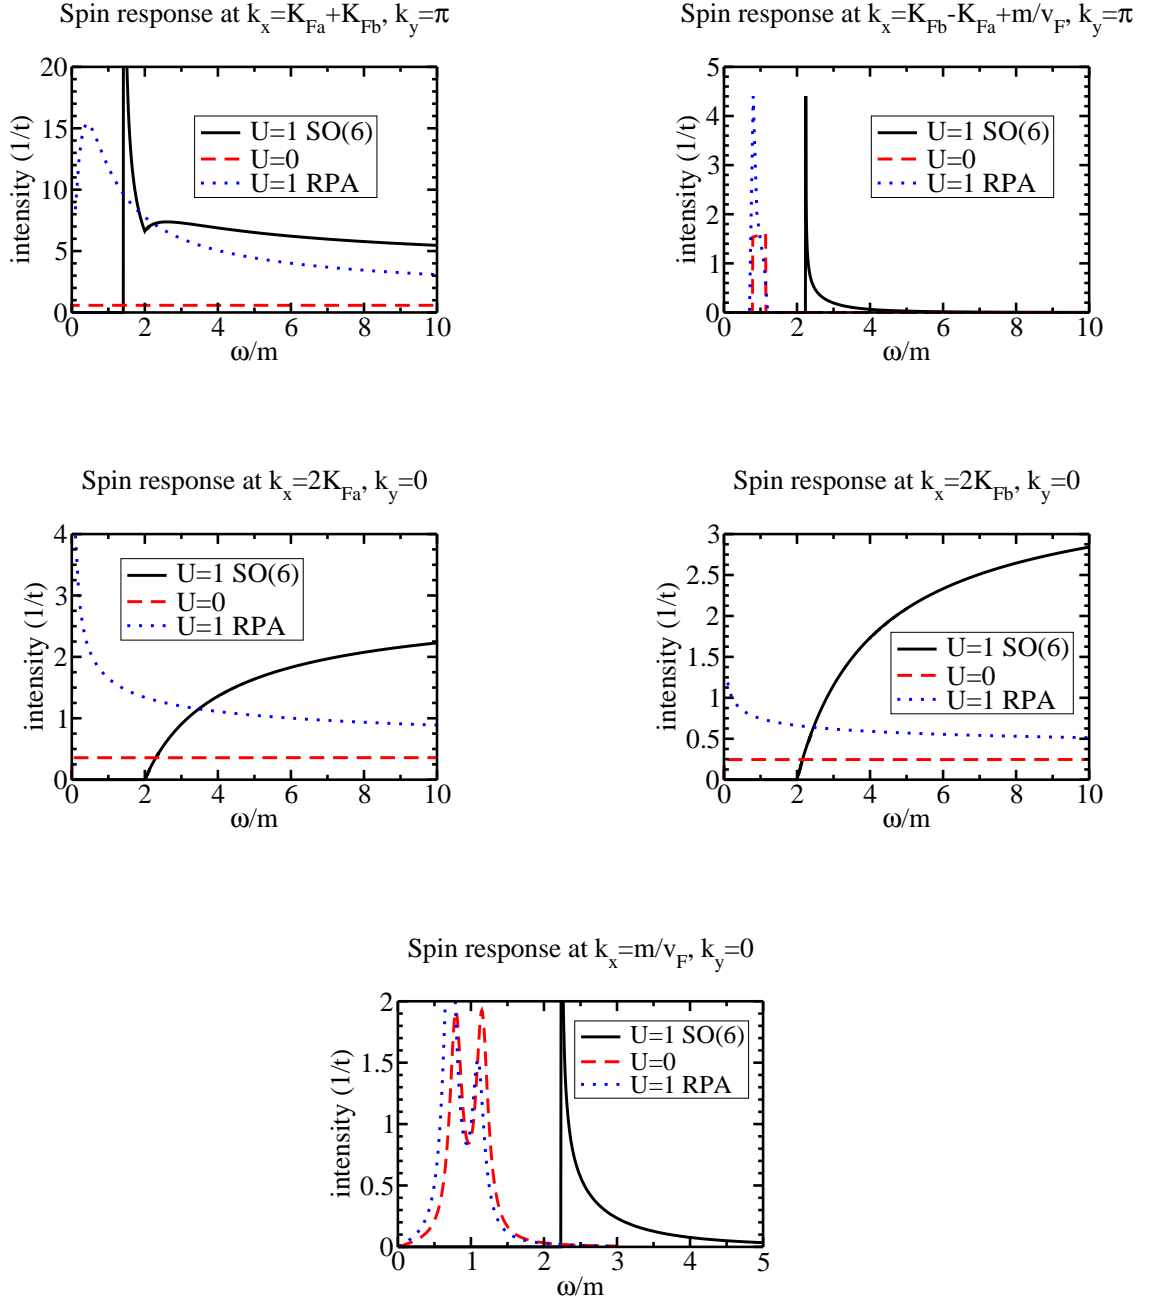 Spin response at k_x=K_Fa+K_Fb, k_y=π
20
15
10
5
0
intensity (1/t)
U=1 SO(6)
U=0
U=1 RPA
0 2 4 6 8 10
ω/m
Spin response at k_x=K_Fb-K_Fa+m/v_F, k_y=π
5
4
3
2
1
0
intensity (1/t)
U=1 SO(6)
U=0
U=1 RPA
0 2 4 6 8 10
ω/m
Spin response at k_x=2K_Fa, k_y=0
4
3
2
1
0
intensity (1/t)
U=1 SO(6)
U=0
U=1 RPA
0 2 4 6 8 10
ω/m
Spin response at k_x=2K_Fb, k_y=0
3
2.5
2
1.5
1
0.5
0
intensity (1/t)
U=1 SO(6)
U=0
U=1 RPA
0 2 4 6 8 10
ω/m
Spin response at k_x=m/v_F, k_y=0
2
1.5
1
0.5
0
intensity (1/t)
U=1 SO(6)
U=0
U=1 RPA
0 1 2 3 4 5
ω/m